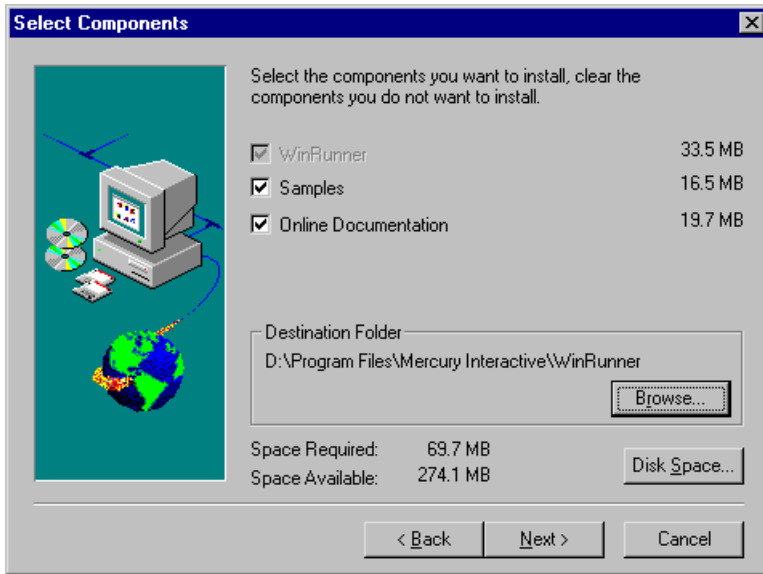 Select Components
Select the components you want to install, clear the
components you do not want to install.
WinRunner 33.5 MB
Samples 16.5 MB
Online Documentation 19.7 MB
Destination Folder
D:\Program Files\Mercury Interactive\WinRunner
Browse...
Space Required: 69.7 MB
Space Available: 274.1 MB
Disk Space...
< Back Next > Cancel